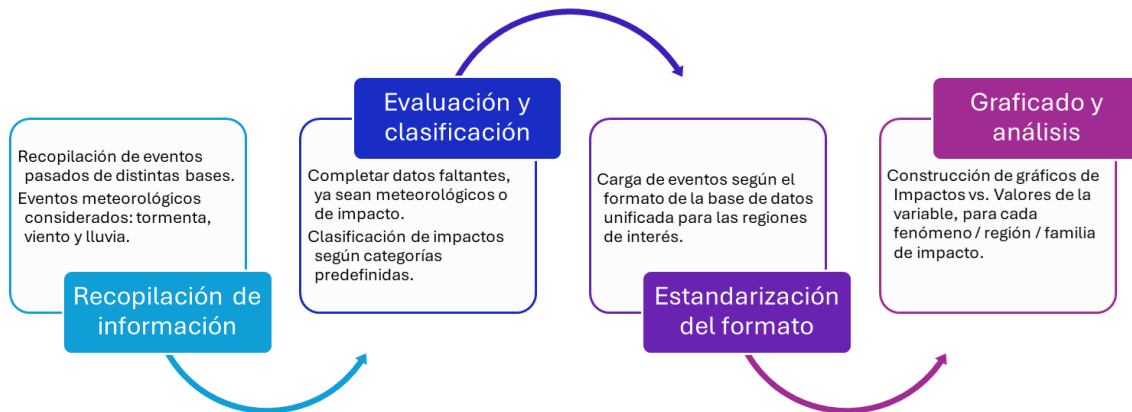 Recopilación de eventos
pasados de distintas bases.
Eventos meteorológicos
considerados: tormenta,
viento y lluvia.
Recopilación de
información
Evaluación y
clasificación
Completar datos faltantes,
ya sean meteorológicos o
de impacto.
Clasificación de impactos
según categorías
predefinidas.
Carga de eventos según el
formato de la base de datos
unificada para las regiones
de interés.
Estandarización
del formato
Graficado y
análisis
Construcción de gráficos de
Impactos vs. Valores de la
variable, para cada
fenómeno / región / familia
de impacto.